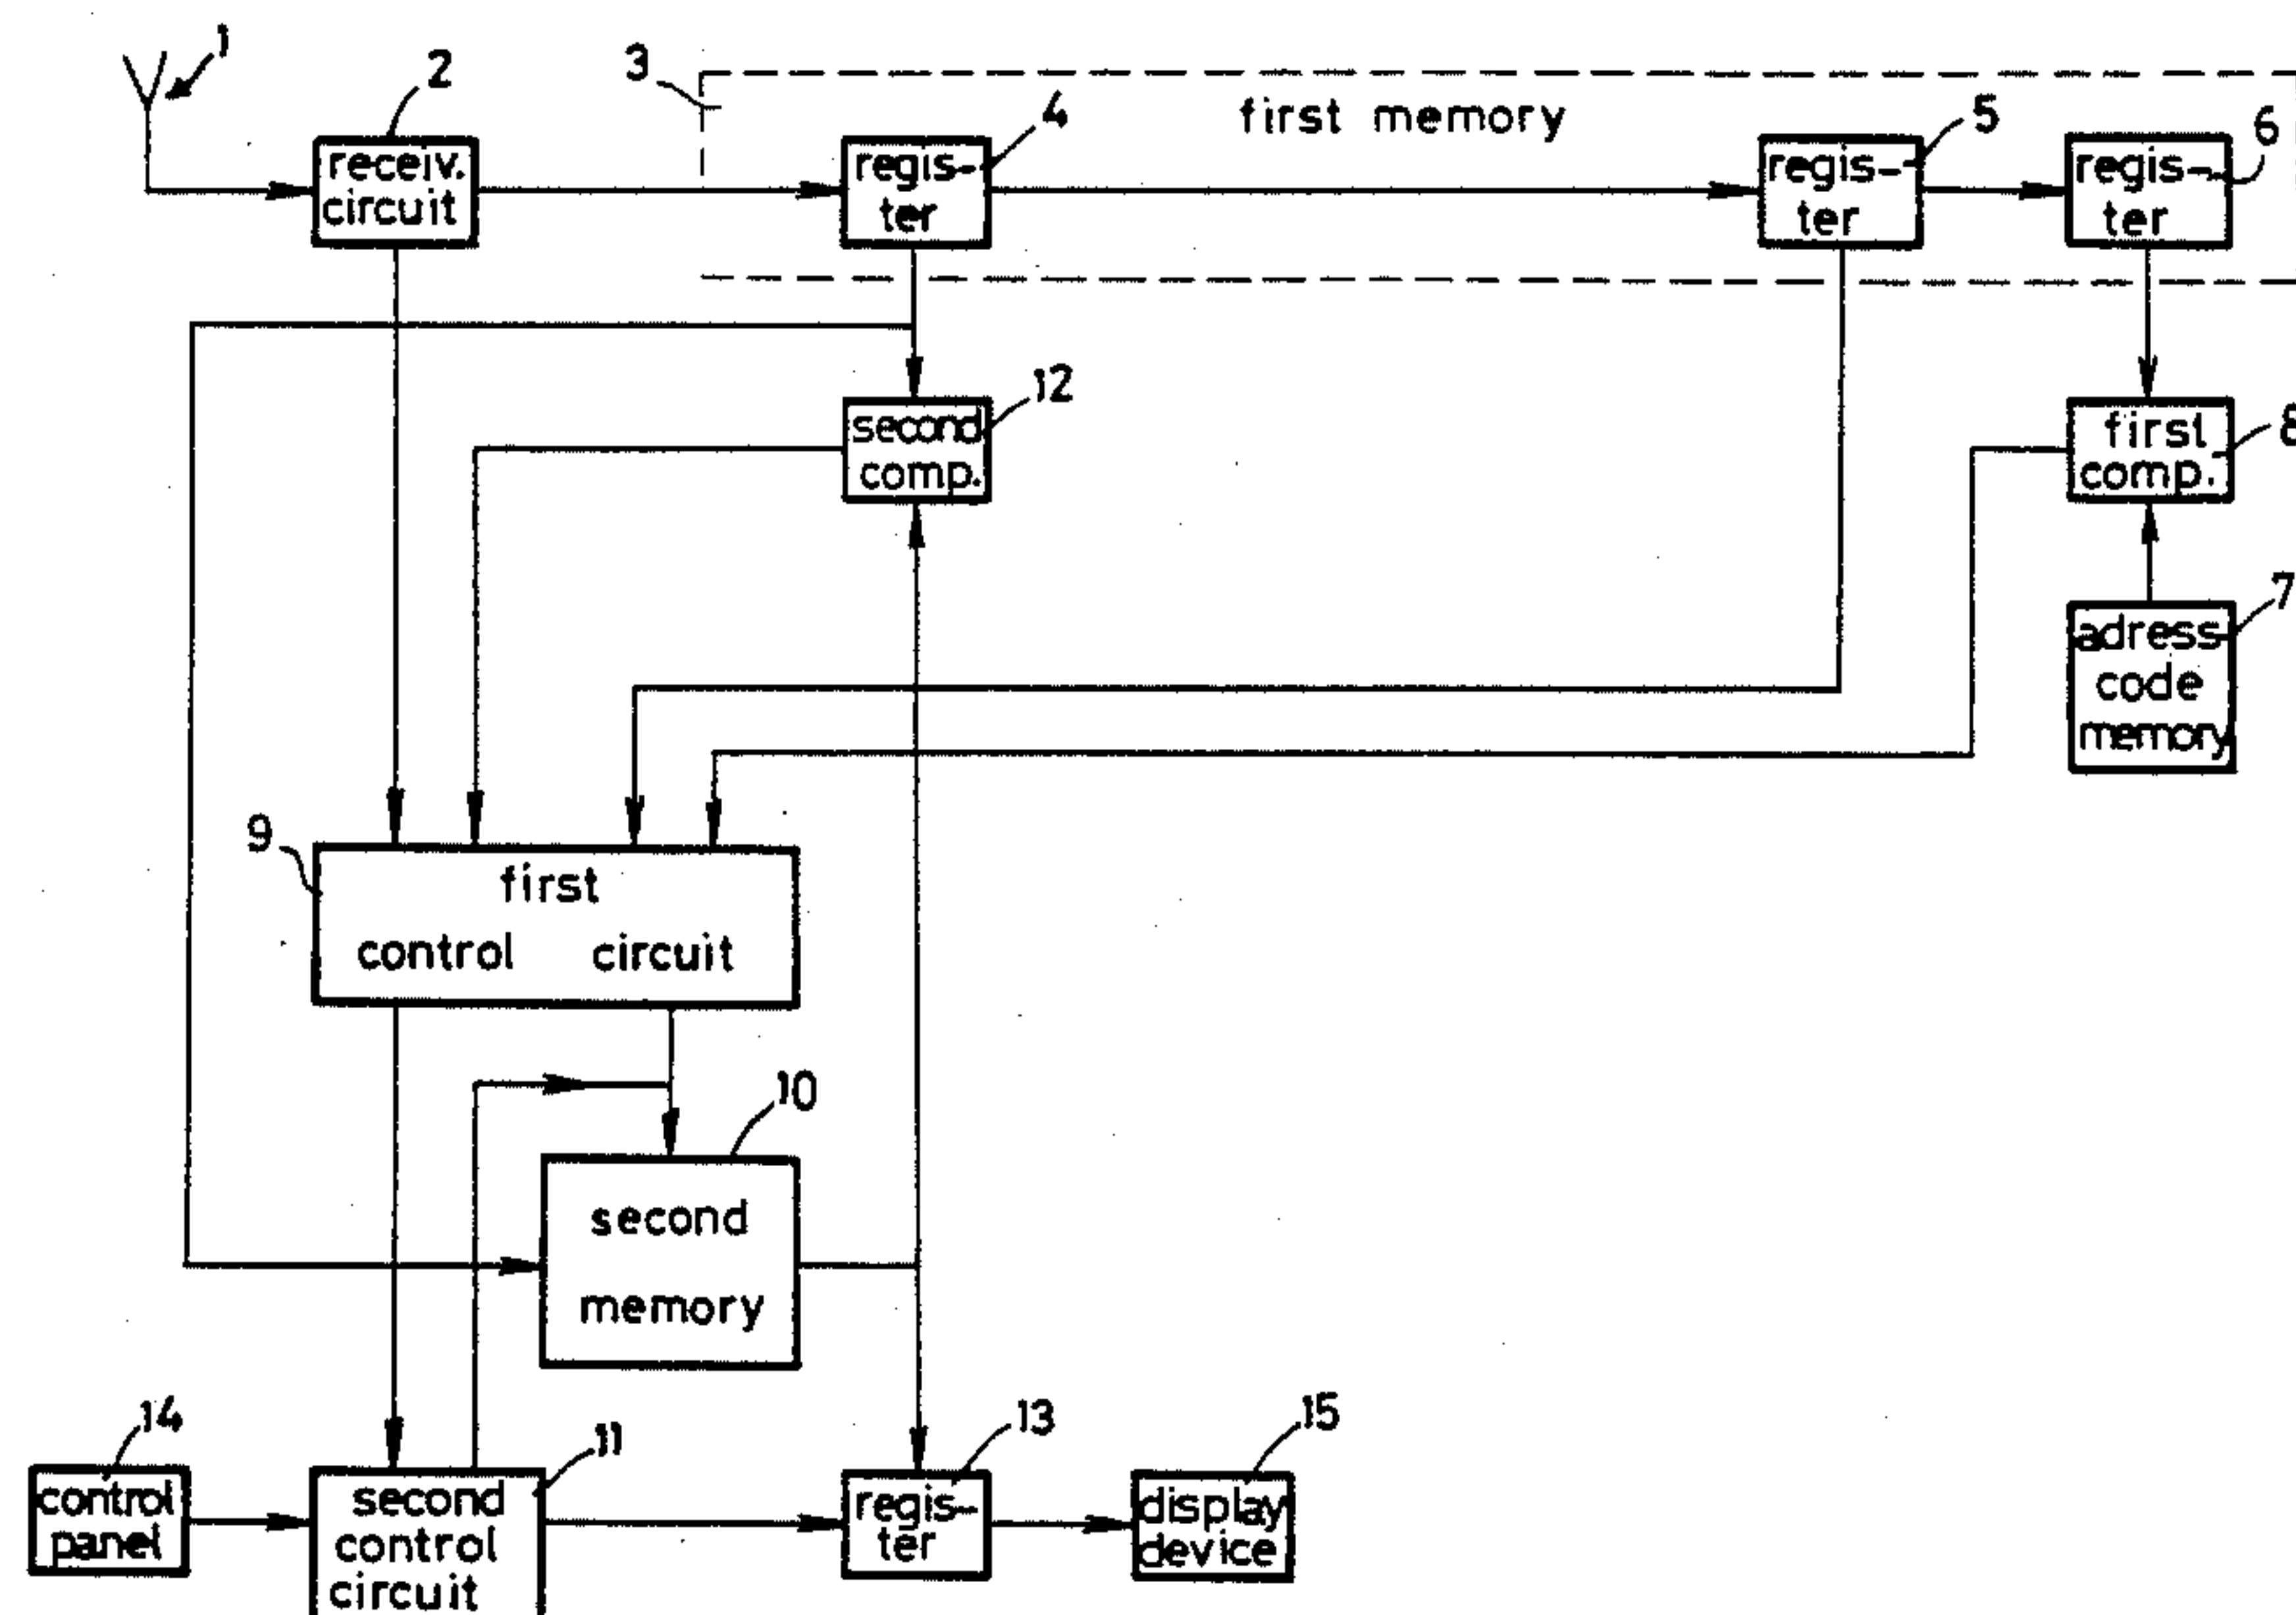 1
2
3
4
first memory
5
6
receiv.
circuit
regis-
ter
regis-
ter
regis-
ter
12
second
comp.
first
comp.
8
7
adress
code
memory
9
first
control circuit
10
second
memory
14
control
panel
11
second
control
circuit
13
regis-
ter
15
display
device